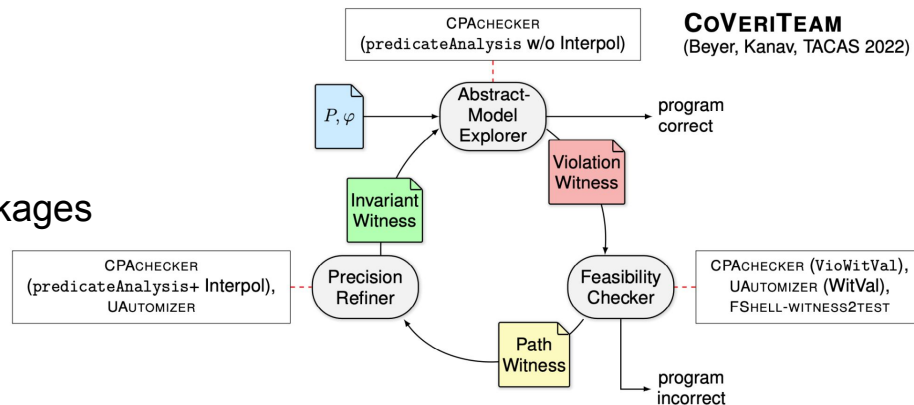 CPACHECKER
(predicateAnalysis w/o Interpol)
COVERITEAM
(Beyer, Kanav, TACAS 2022)
P, φ
Abstract-
Model
Explorer
program
correct
Violation
Witness
Invariant
Witness
kages
CPACHECKER
(predicateAnalysis+ Interpol),
UAUTOMIZER
Precision
Refiner
Feasibility
Checker
CPACHECKER (VioWitVal),
UAUTOMIZER (WitVal),
FSHELL-WITNESS2TEST
Path
Witness
program
incorrect